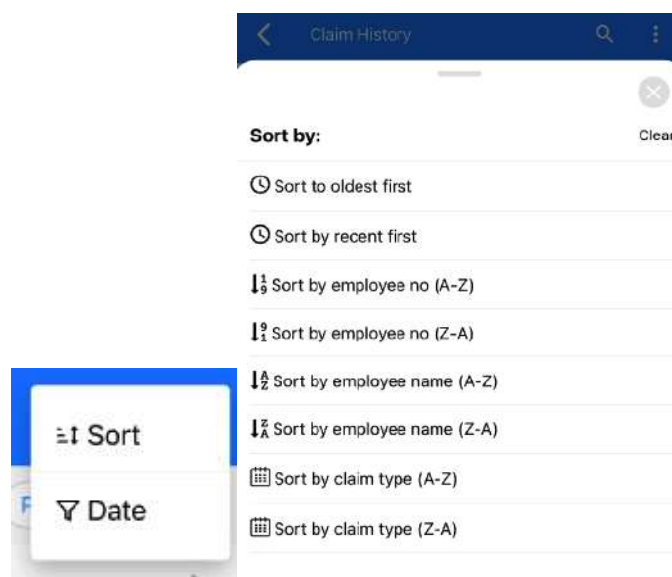 Claim History
Sort by:
Clear
Sort to oldest first
Sort by recent first
Sort by employee no (A-Z)
Sort by employee no (Z-A)
Sort by employee name (A-Z)
Sort by employee name (Z-A)
Sort by claim type (A-Z)
Sort by claim type (Z-A)
Sort
Date